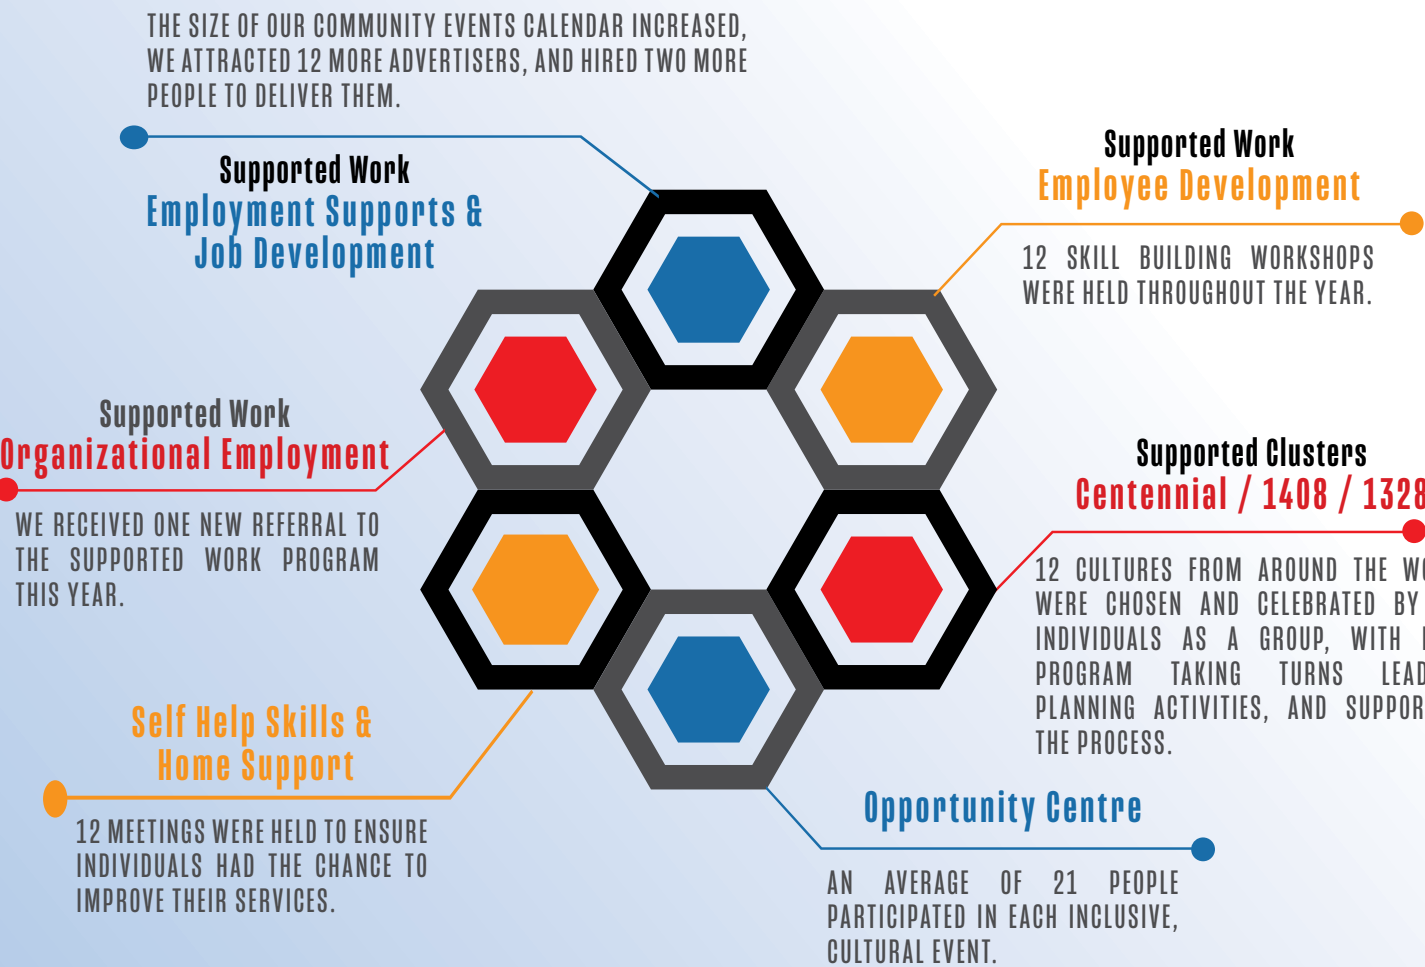 THE SIZE OF OUR COMMUNITY EVENTS CALENDAR INCREASED,
WE ATTRACTED 12 MORE ADVERTISERS, AND HIRED TWO MORE
PEOPLE TO DELIVER THEM.
Supported Work
Employment Supports &
Job Development
Supported Work
Employee Development
12 SKILL BUILDING WORKSHOPS
WERE HELD THROUGHOUT THE YEAR.
Supported Work
Organizational Employment
WE RECEIVED ONE NEW REFERRAL TO
THE SUPPORTED WORK PROGRAM
THIS YEAR.
Supported Clusters
Centennial / 1408 / 1328
12 CULTURES FROM AROUND THE
WERE CHOSEN AND CELEBRATED BY
INDIVIDUALS AS A GROUP, WITH
PROGRAM TAKING TURNS
PLANNING ACTIVITIES, AND
THE PROCESS.
Self Help Skills &
Home Support
12 MEETINGS WERE HELD TO ENSURE
INDIVIDUALS HAD THE CHANCE TO
IMPROVE THEIR SERVICES.
Opportunity Centre
AN AVERAGE OF 21 PEOPLE
PARTICIPATED IN EACH INCLUSIVE,
CULTURAL EVENT.